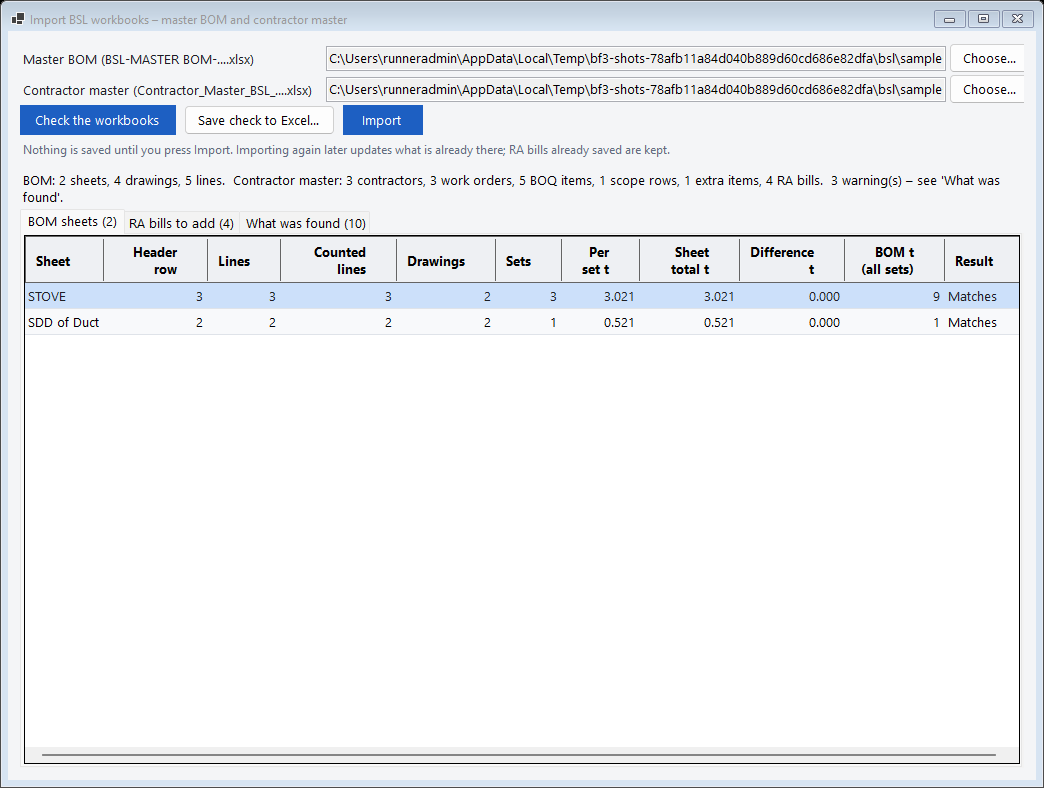 Import BSL workbooks – master BOM and contractor master
Master BOM (BSL-MASTER BOM-....xlsx) C:\Users\runneradmin\AppData\Local\Temp\bf3-shots-78afb11a84d040b889d60cd686e82dfa\bsl\sample Choose...
Contractor master (Contractor_Master_BSL_....xlsx) C:\Users\runneradmin\AppData\Local\Temp\bf3-shots-78afb11a84d040b889d60cd686e82dfa\bsl\sample Choose...
Check the workbooks Save check to Excel... Import
Nothing is saved until you press Import. Importing again later updates what is already there; RA bills already saved are kept.
BOM: 2 sheets, 4 drawings, 5 lines.  Contractor master: 3 contractors, 3 work orders, 5 BOQ items, 1 scope rows, 1 extra items, 4 RA bills.  3 warning(s) – see 'What was
found'.
BOM sheets (2) RA bills to add (4) What was found (10)
Sheet Header row Lines Counted lines Drawings Sets Per set t Sheet total t Difference t BOM t (all sets) Result
STOVE 3 3 3 2 3 3.021 3.021 0.000 9 Matches
SDD of Duct 2 2 2 2 1 0.521 0.521 0.000 1 Matches